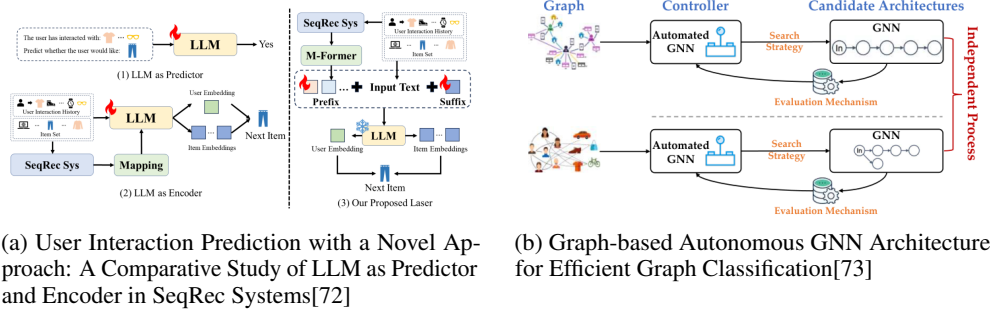 The user has interacted with:
Predict whether the user would like:
LLM
Yes
(1) LLM as Predictor
User Interaction History
Item Set
LLM
User Embedding
Item Embeddings
Next Item
SeqRec Sys
Mapping
(2) LLM as Encoder
SeqRec Sys
User Interaction History
Item Set
M-Former
... + Input Text +
Prefix
Suffix
LLM
User Embedding
Item Embeddings
Next Item
(3) Our Proposed Laser
Graph
Controller
Candidate Architectures
Automated
GNN
Search
Strategy
GNN
In
Evaluation Mechanism
Automated
GNN
Search
Strategy
GNN
In
Evaluation Mechanism
Independent Process
(a) User Interaction Prediction with a Novel Ap-
proach: A Comparative Study of LLM as Predictor
and Encoder in SeqRec Systems[72]
(b) Graph-based Autonomous GNN Architecture
for Efficient Graph Classification[73]